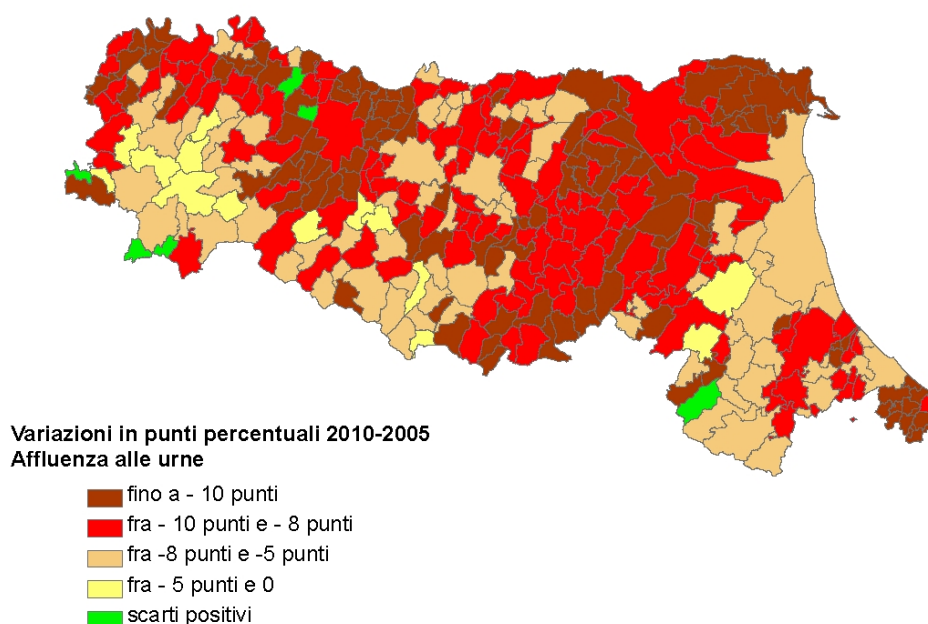 Variazioni in punti percentuali 2010-2005
Affluenza alle urne
fino a - 10 punti
fra - 10 punti e - 8 punti
fra -8 punti e -5 punti
fra - 5 punti e 0
scarti positivi